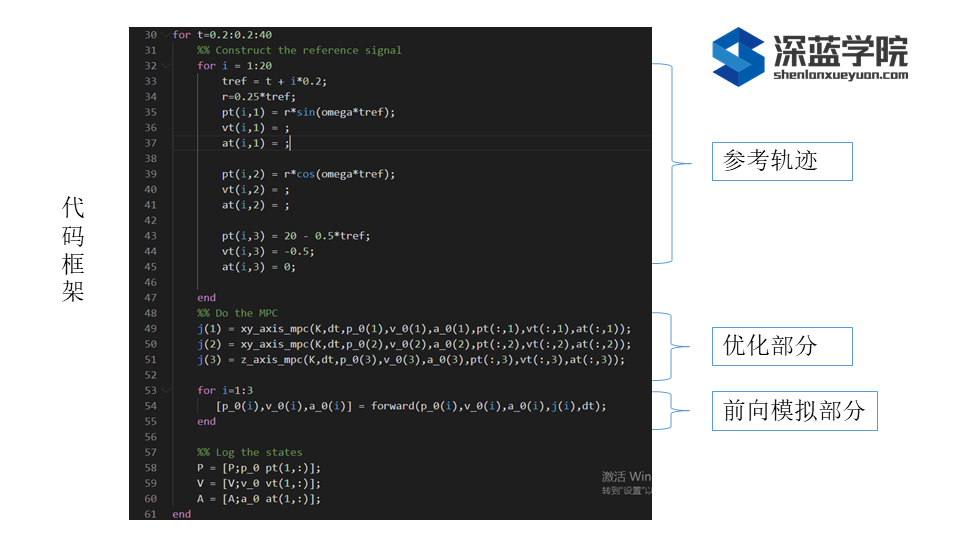 深蓝学院
shenlanxueyuan.com
代码框架
30 for t=0.2:0.2:40
31 %% Construct the reference signal
32 for i = 1:20
33 tref = t + i*0.2;
34 r=0.25*tref;
35 pt(i,1) = r*sin(omega*tref);
36 vt(i,1) = ;
37 at(i,1) = ;
38
39 pt(i,2) = r*cos(omega*tref);
40 vt(i,2) = ;
41 at(i,2) = ;
42
43 pt(i,3) = 20 - 0.5*tref;
44 vt(i,3) = -0.5;
45 at(i,3) = 0;
46
47 end
48 %% Do the MPC
49 j(1) = xy_axis_mpc(K,dt,p_0(1),v_0(1),a_0(1),pt(:,1),vt(:,1),at(:,1));
50 j(2) = xy_axis_mpc(K,dt,p_0(2),v_0(2),a_0(2),pt(:,2),vt(:,2),at(:,2));
51 j(3) = z_axis_mpc(K,dt,p_0(3),v_0(3),a_0(3),pt(:,3),vt(:,3),at(:,3));
52
53 for i=1:3
54 [p_0(i),v_0(i),a_0(i)] = forward(p_0(i),v_0(i),a_0(i),j(i),dt);
55 end
56
57 %% Log the states
58 P = [P;p_0 pt(1,:)];
59 V = [V;v_0 vt(1,:)];
60 A = [A;a_0 at(1,:)];
61 end
参考轨迹
优化部分
前向模拟部分
激活 Win
转到"设置"以